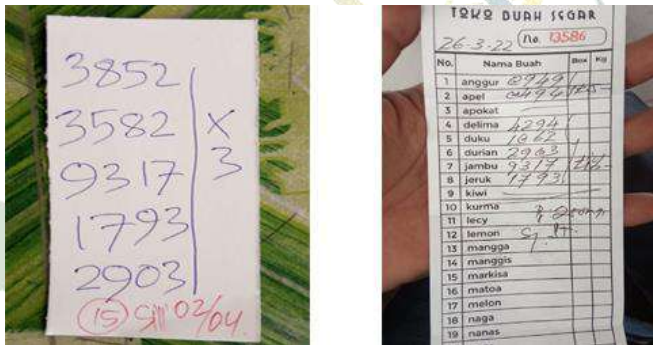 3852
3582 X
9317 3
1793
2903
15 02/04
TOKO BUAH SEGAR
26-3-22 No. 13586
No. Nama Buah Box Kg
1 anggur
2 apel
3 apokat
4 delima 4294
5 duku
6 durian 2963
7 jambu 9317
8 jeruk 1793
9 kiwi
10 kurma
11 lecy
12 lemon
13 mangga
14 manggis
15 markisa
16 matoa
17 melon
18 naga
19 nanas